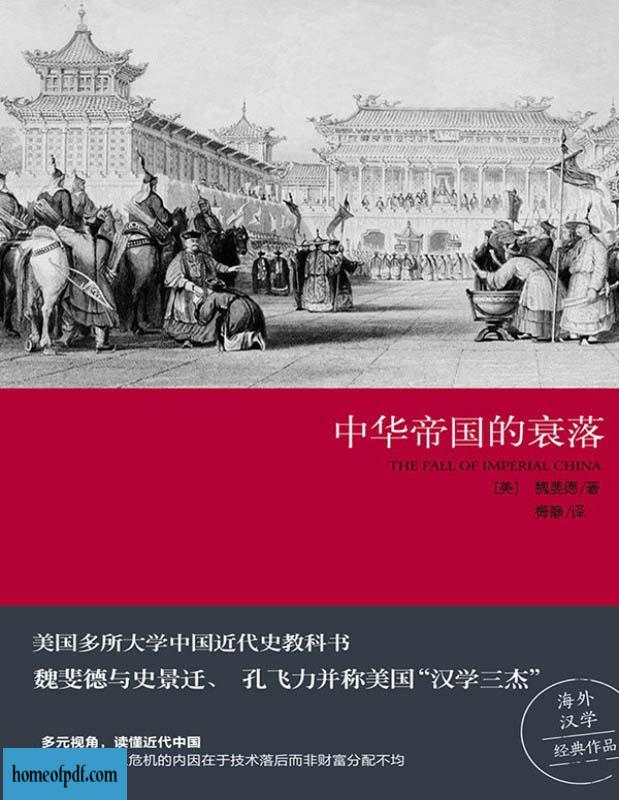 中华帝国的衰落
THE FALL OF IMPERIAL CHINA
[美] 魏斐德/著
梅静/译
美国多所大学中国近代史教科书
魏斐德与史景迁、孔飞力并称美国“汉学三杰”
海外
汉学
经典作品
多元视角，读懂近代中国
危机的内因在于技术落后而非财富分配不均
homeofpdf.com